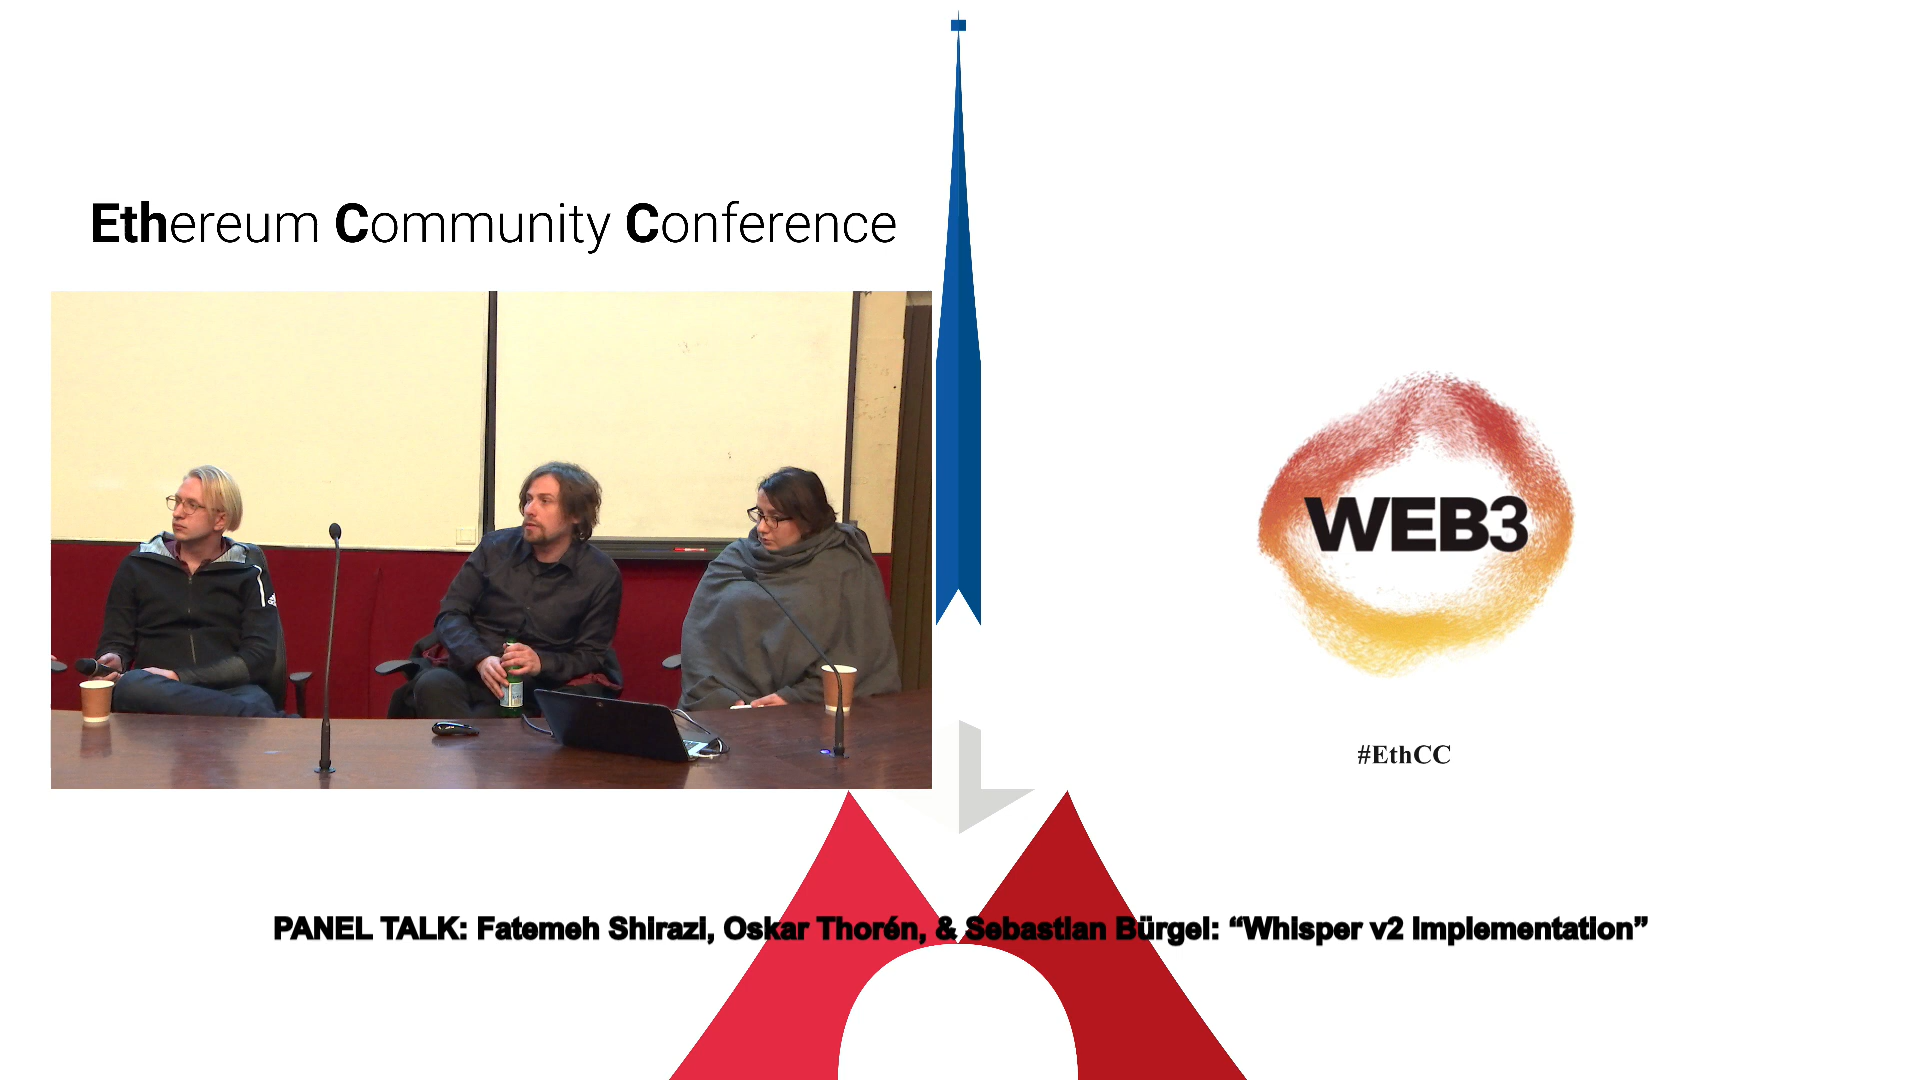 Ethereum Community Conference
WEB3
#EthCC
PANEL TALK: Fatemeh Shirazi, Oskar Thorén, & Sebastian Bürgel: “Whisper v2 Implementation”